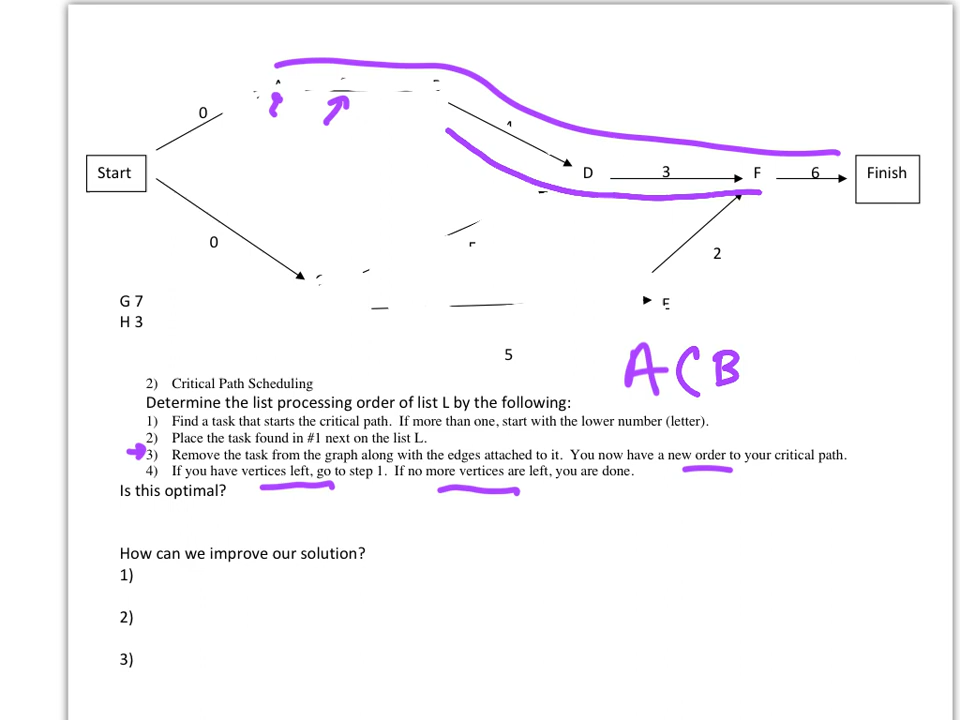 0
Start
D
3
F
6
Finish
0
2
G 7
H 3
E
5
A C B
2) Critical Path Scheduling
Determine the list processing order of list L by the following:
1) Find a task that starts the critical path. If more than one, start with the lower number (letter).
2) Place the task found in #1 next on the list L.
3) Remove the task from the graph along with the edges attached to it. You now have a new order to your critical path.
4) If you have vertices left, go to step 1. If no more vertices are left, you are done.
Is this optimal?
How can we improve our solution?
1)
2)
3)